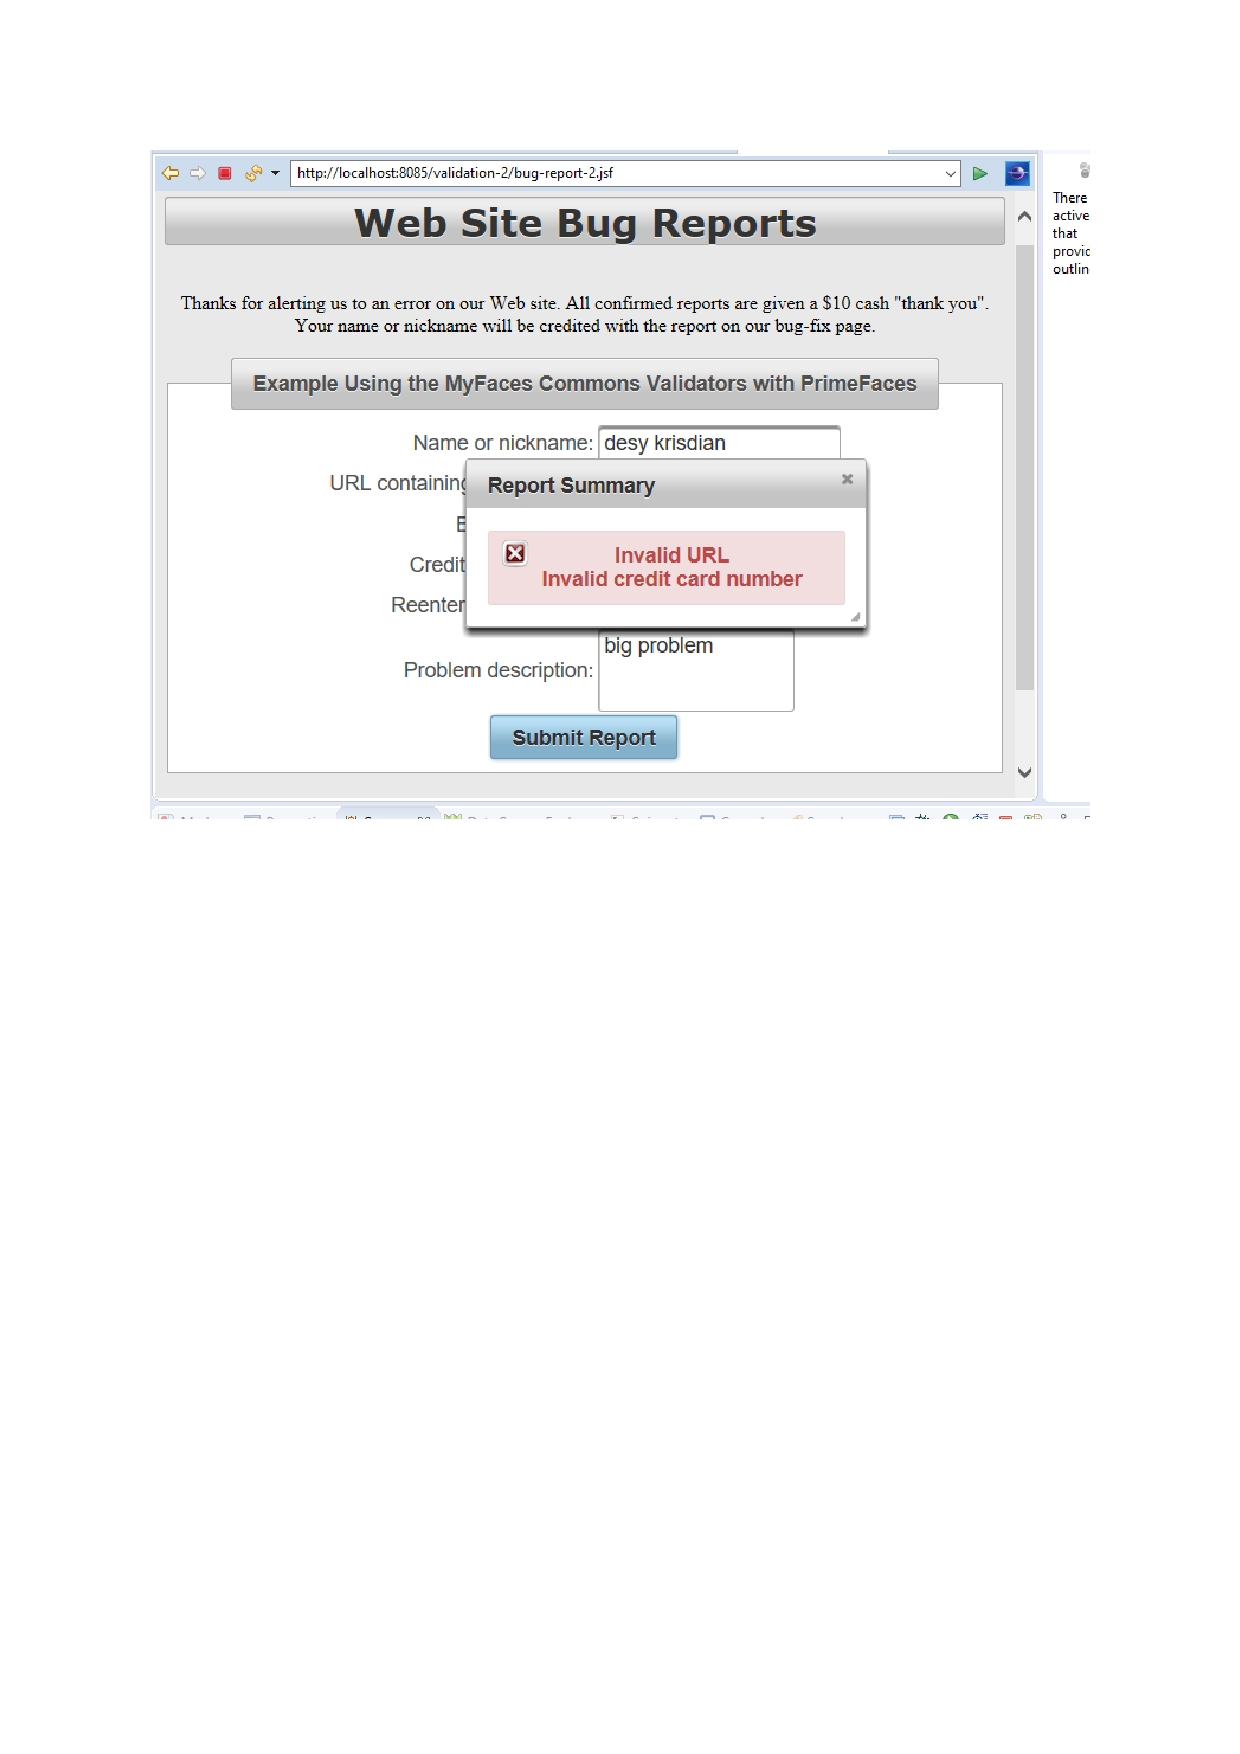 http://localhost:8085/validation-2/bug-report-2.jsf
There
active
that
provid
outlin
Web Site Bug Reports
Thanks for alerting us to an error on our Web site. All confirmed reports are given a $10 cash "thank you".
Your name or nickname will be credited with the report on our bug-fix page.
Example Using the MyFaces Commons Validators with PrimeFaces
Name or nickname: desy krisdian
URL containing
E
Credit
Reenter
Report Summary
Invalid URL
Invalid credit card number
Problem description: big problem
Submit Report